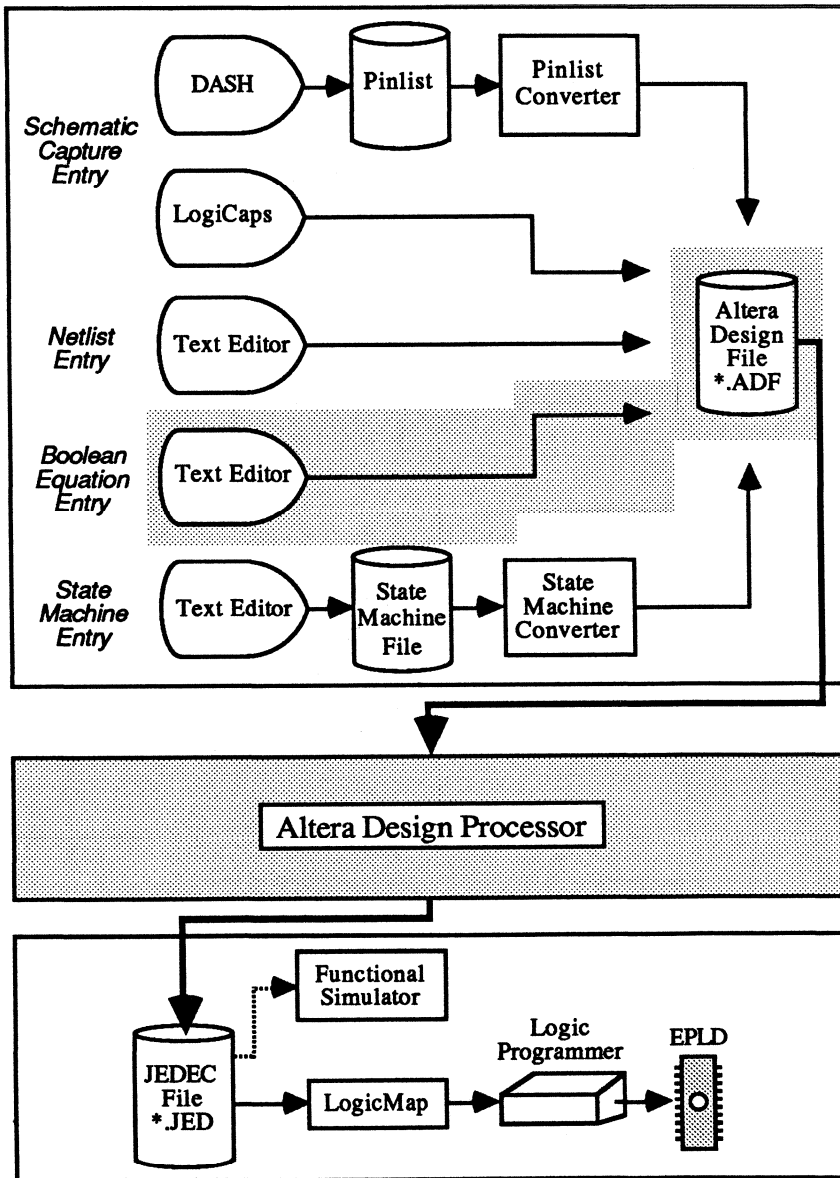 Schematic
Capture
Entry
DASH
Pinlist
Pinlist
Converter
LogiCaps
Netlist
Entry
Text Editor
Altera
Design
File
*.ADF
Boolean
Equation
Entry
Text Editor
State
Machine
Entry
Text Editor
State
Machine
File
State
Machine
Converter
Altera Design Processor
Functional
Simulator
JEDEC
File
*.JED
LogicMap
Logic
Programmer
EPLD